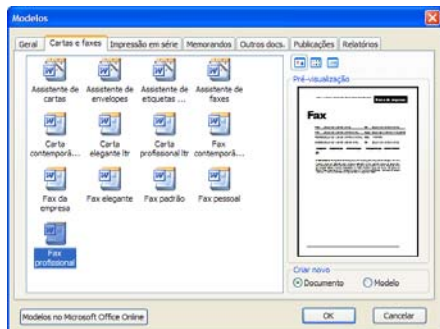 Modelos
Geral Cartas e faxes Impressão em série Memorandos Outros docs. Publicações Relatórios
Assistente de cartas
Assistente de envelopes
Assistente de etiquetas ...
Assistente de faxes
Carta contemporâ...
Carta elegante ltr
Carta profissional ltr
Fax contemporâ...
Fax da empresa
Fax elegante
Fax padrão
Fax pessoal
Fax profissional
Pré-visualização
Fax
Criar novo
Documento Modelo
Modelos no Microsoft Office Online
OK Cancelar